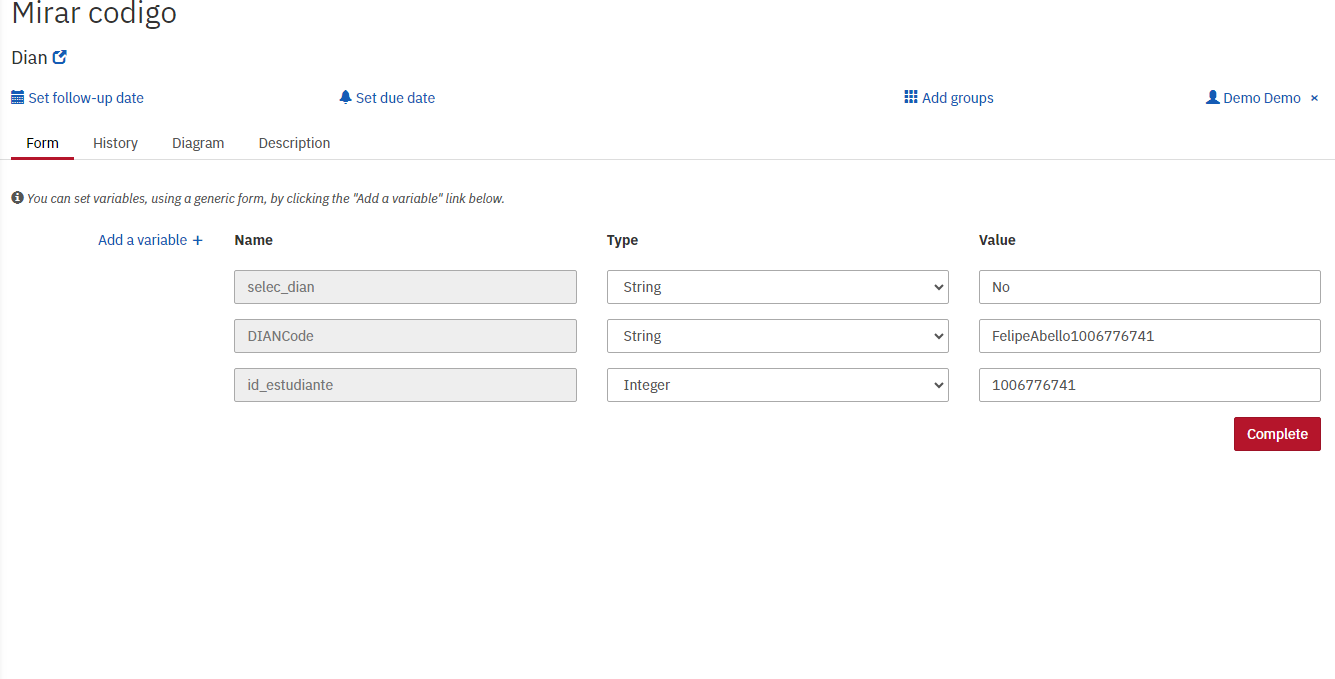 Mirar codigo
Dian
Set follow-up date Set due date Add groups Demo Demo ×
Form History Diagram Description
You can set variables, using a generic form, by clicking the "Add a variable" link below.
Add a variable + Name Type Value
selec_dian String No
DIANCode String FelipeAbello1006776741
id_estudiante Integer 1006776741
Complete